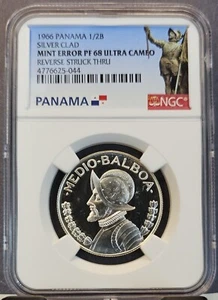 1966 PANAMA 1/2B
SILVER CLAD
MINT ERROR PF 68 ULTRA CAMEO
REVERSE STRUCK THRU
4776625-044
PANAMA
NGC
MEDIO·BALBOA